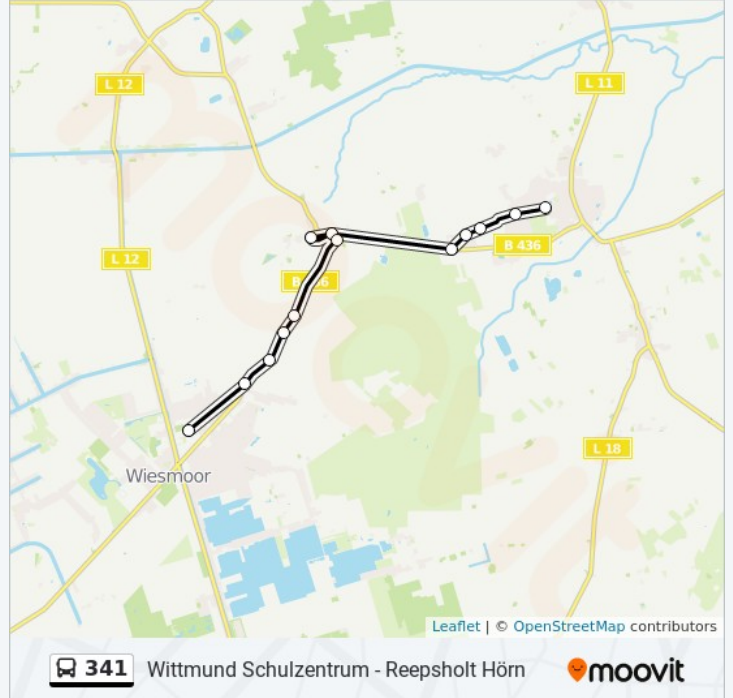 L 12
L 11
B 436
L 12
Wiesmoor
L 18
Leaflet | © OpenStreetMap contributors
341 Wittmund Schulzentrum - Reepsholt Hörn moovit